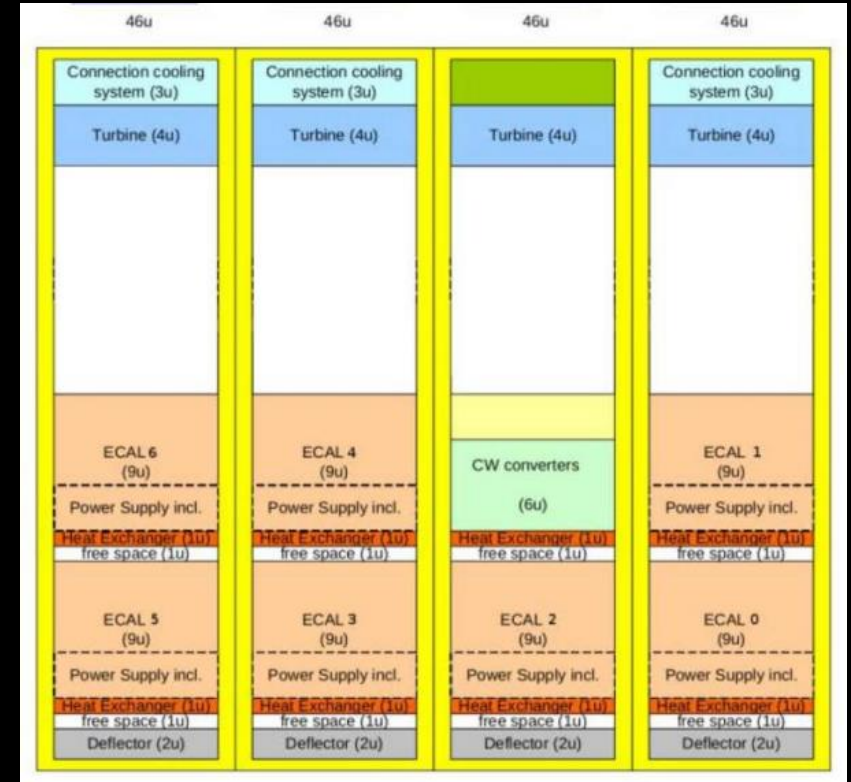 46u 46u 46u 46u
Connection cooling system (3u)
Connection cooling system (3u)
Connection cooling system (3u)
Turbine (4u) Turbine (4u) Turbine (4u) Turbine (4u)
ECAL 6
(9u)
Power Supply incl.
ECAL 4
(9u)
Power Supply incl.
CW converters
(6u)
ECAL 1
(9u)
Power Supply incl.
Heat Exchanger (1u) Heat Exchanger (1u) Heat Exchanger (1u) Heat Exchanger (1u)
free space (1u) free space (1u) free space (1u) free space (1u)
ECAL 5
(9u)
Power Supply incl.
ECAL 3
(9u)
Power Supply incl.
ECAL 2
(9u)
Power Supply incl.
ECAL 0
(9u)
Power Supply incl.
Heat Exchanger (1u) Heat Exchanger (1u) Heat Exchanger (1u) Heat Exchanger (1u)
free space (1u) free space (1u) free space (1u) free space (1u)
Deflector (2u) Deflector (2u) Deflector (2u) Deflector (2u)